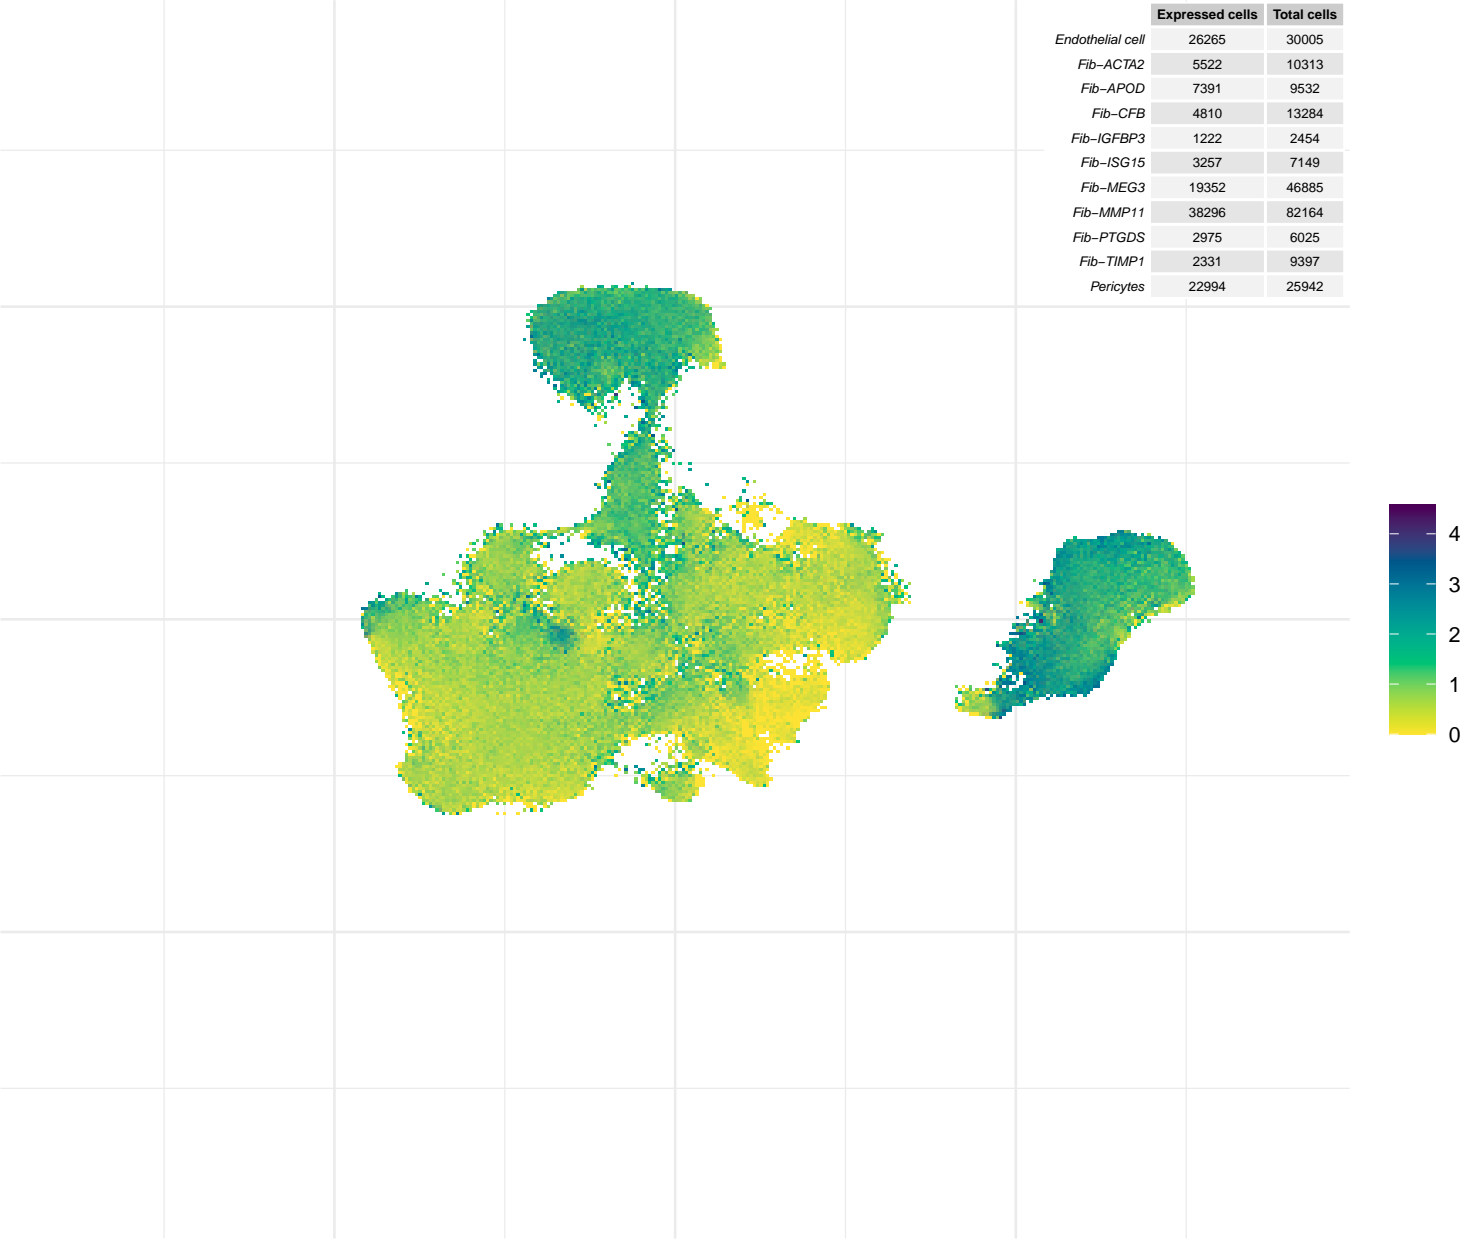 Expressed cells Total cells
Endothelial cell 26265 30005
Fib−ACTA2 5522 10313
Fib−APOD 7391 9532
Fib−CFB 4810 13284
Fib−IGFBP3 1222 2454
Fib−ISG15 3257 7149
Fib−MEG3 19352 46885
Fib−MMP11 38296 82164
Fib−PTGDS 2975 6025
Fib−TIMP1 2331 9397
Pericytes 22994 25942
4
3
2
1
0